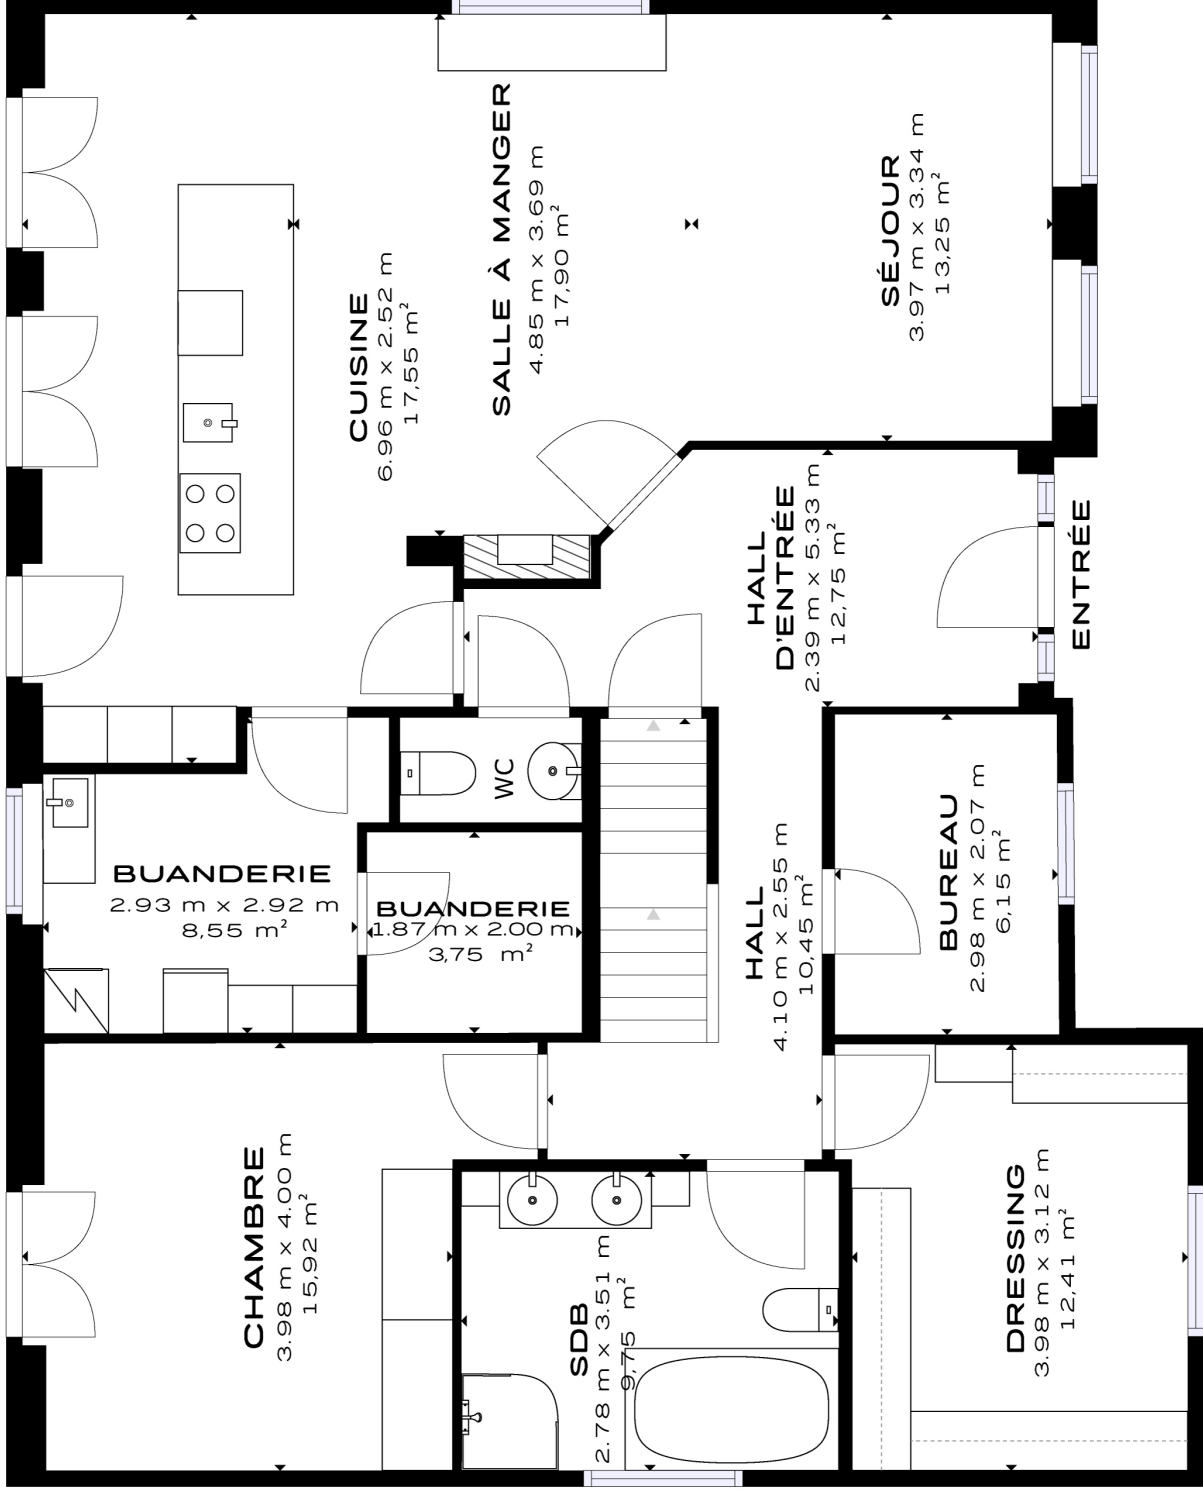 CUISINE
6.96 m x 2.52 m
17,55 m²
SALLE À MANGER
4.85 m x 3.69 m
17,90 m²
SÉJOUR
3.97 m x 3.34 m
13,25 m²
HALL
D'ENTRÉE
2.39 m x 5.33 m
12,75 m²
ENTRÉE
WC
BUANDERIE
2.93 m x 2.92 m
8,55 m²
BUANDERIE
1.87 m x 2.00 m
3,75 m²
HALL
4.10 m x 2.55 m
10,45 m²
BUREAU
2.98 m x 2.07 m
6,15 m²
CHAMBRE
3.98 m x 4.00 m
15,92 m²
SDB
2.78 m x 3.51 m
9,75 m²
DRESSING
3.98 m x 3.12 m
12,41 m²